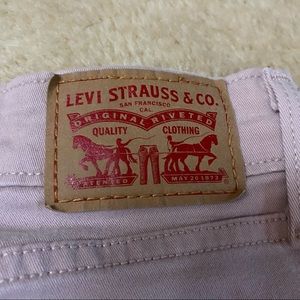 LEVI STRAUSS & CO.
SAN FRANCISCO
CAL.
ORIGINAL RIVETED
QUALITY CLOTHING
PATENTED MAY 20 1873